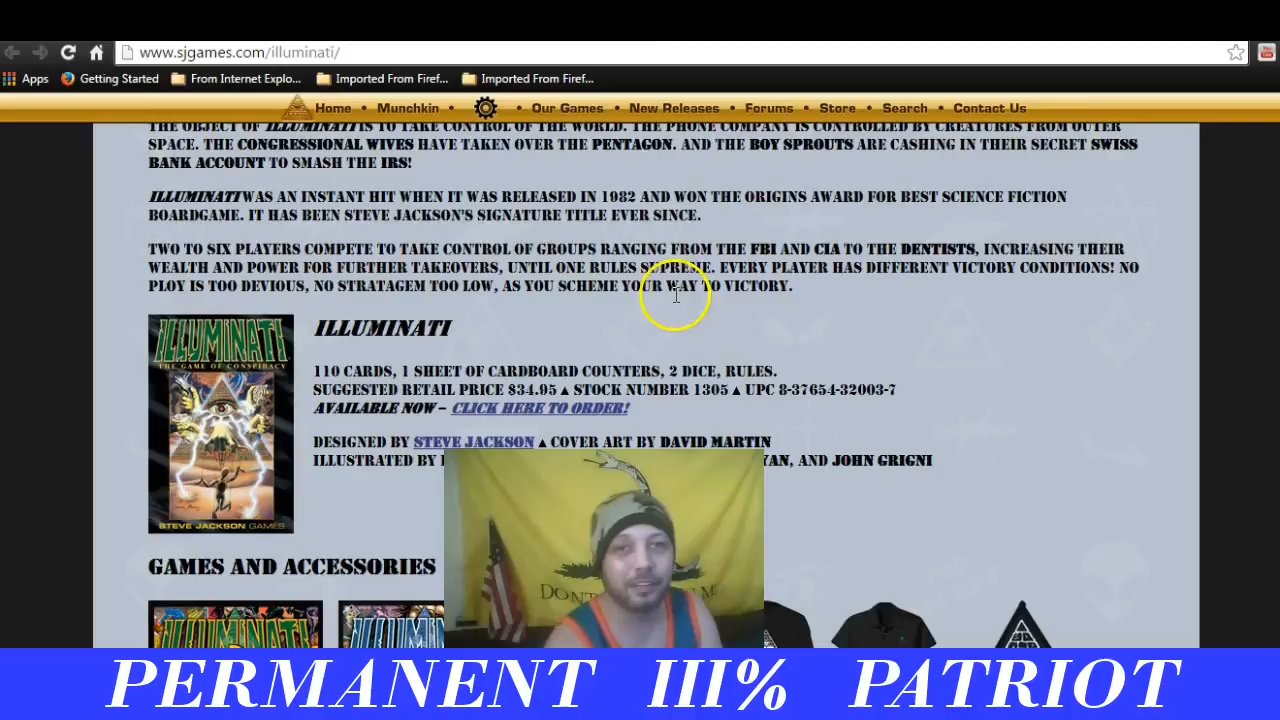 www.sjgames.com/illuminati/
Apps Getting Started From Internet Explo... Imported From Firef... Imported From Firef...
Home • Munchkin • • Our Games • New Releases • Forums • Store • Search • Contact Us
THE OBJECT OF ILLUMINATI IS TO TAKE CONTROL OF THE WORLD. THE PHONE COMPANY IS CONTROLLED BY CREATURES FROM OUTER
SPACE. THE CONGRESSIONAL WIVES HAVE TAKEN OVER THE PENTAGON. AND THE BOY SPROUTS ARE CASHING IN THEIR SECRET SWISS
BANK ACCOUNT TO SMASH THE IRS!
ILLUMINATI WAS AN INSTANT HIT WHEN IT WAS RELEASED IN 1982 AND WON THE ORIGINS AWARD FOR BEST SCIENCE FICTION
BOARDGAME. IT HAS BEEN STEVE JACKSON'S SIGNATURE TITLE EVER SINCE.
TWO TO SIX PLAYERS COMPETE TO TAKE CONTROL OF GROUPS RANGING FROM THE FBI AND CIA TO THE DENTISTS, INCREASING THEIR
WEALTH AND POWER FOR FURTHER TAKEOVERS, UNTIL ONE RULES SUPREME. EVERY PLAYER HAS DIFFERENT VICTORY CONDITIONS! NO
PLOY IS TOO DEVIOUS, NO STRATAGEM TOO LOW, AS YOU SCHEME YOUR WAY TO VICTORY.
ILLUMINATI
THE GAME OF CONSPIRACY
STEVE JACKSON GAMES
ILLUMINATI
110 CARDS, 1 SHEET OF CARDBOARD COUNTERS, 2 DICE, RULES.
SUGGESTED RETAIL PRICE $34.95 ▲ STOCK NUMBER 1305 ▲ UPC 8-37654-32003-7
AVAILABLE NOW – CLICK HERE TO ORDER!
DESIGNED BY STEVE JACKSON ▲ COVER ART BY DAVID MARTIN
ILLUSTRATED BY AND JOHN GRIGNI
GAMES AND ACCESSORIES
DON'T ME
PERMANENT III% PATRIOT